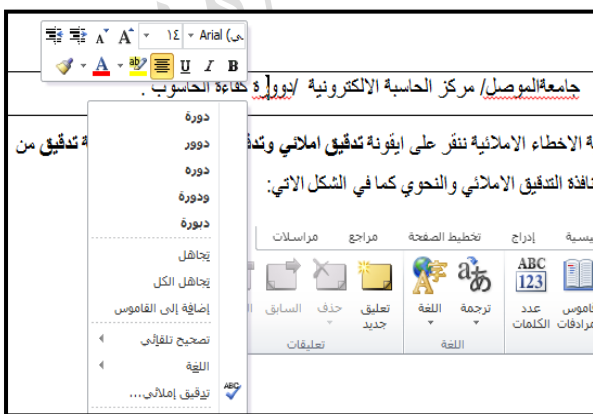 Arial (ى ١٤
B I U
جامعةالموصل/ مركز الحاسبة الالكترونية /دوورة كفاءة الحاسوب .
دورة
دوور
دوره
ودورة
دبورة
تجاهل
تجاهل الكل
إضافة إلى القاموس
تصحيح تلقائي
اللغة
تدقيق إملائي...
ة الاخطاء الاملائية ننقر على ايقونة تدقيق املائي وتدق ة تدقيق من
نافذة التدقيق الاملائي والنحوي كما في الشكل الاتي:
يسية إدراج تخطيط الصفحة مراجع مراسلات
ABC 123
اموس مرادفات
عدد الكلمات
ترجمة
اللغة
تعليق جديد
حذف
السابق
اللغة
تعليقات